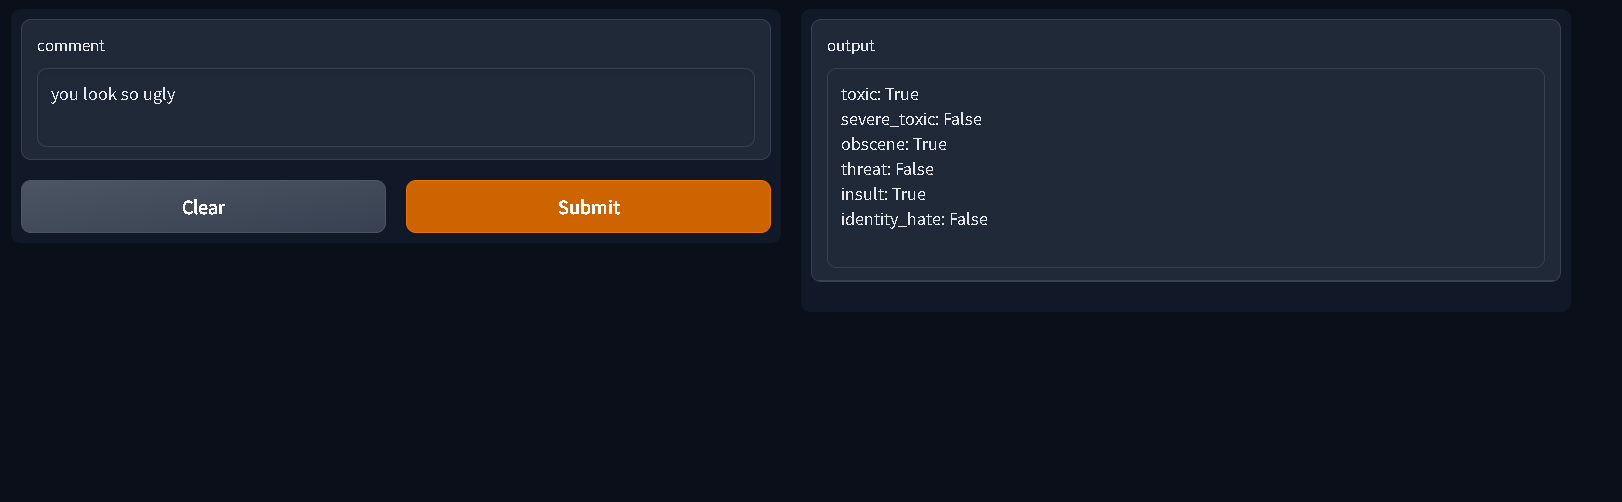 comment
you look so ugly
Clear
Submit
output
toxic: True
severe_toxic: False
obscene: True
threat: False
insult: True
identity_hate: False